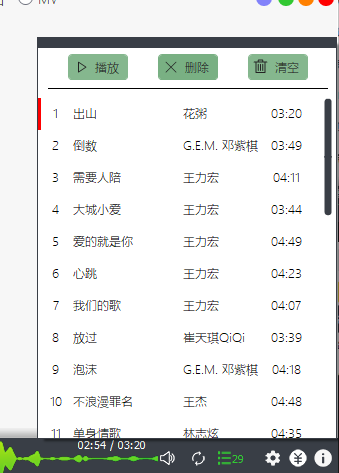 MV
播放 删除 清空
1 出山 花粥 03:20
2 倒数 G.E.M. 邓紫棋 03:49
3 需要人陪 王力宏 04:11
4 大城小爱 王力宏 03:44
5 爱的就是你 王力宏 04:49
6 心跳 王力宏 04:23
7 我们的歌 王力宏 04:07
8 放过 崔天琪QiQi 03:39
9 泡沫 G.E.M. 邓紫棋 04:18
10 不浪漫罪名 王杰 04:48
11 单身情歌 林志炫 04:35
02:54 / 03:20
29